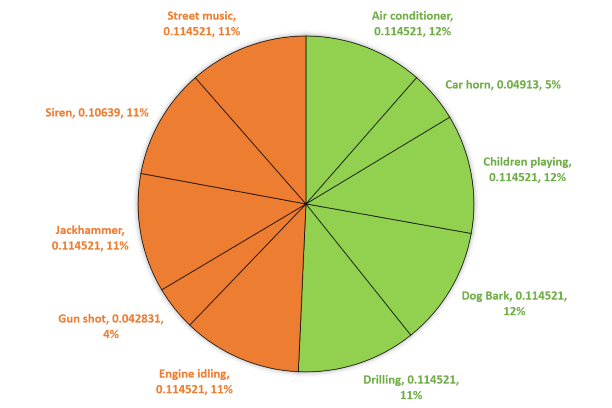 Street music,
0.114521, 11%
Air conditioner,
0.114521, 12%
Car horn, 0.04913, 5%
Siren, 0.10639, 11%
Children playing,
0.114521, 12%
Jackhammer,
0.114521, 11%
Dog Bark, 0.114521,
12%
Gun shot, 0.042831,
4%
Engine idling,
0.114521, 11%
Drilling, 0.114521,
11%